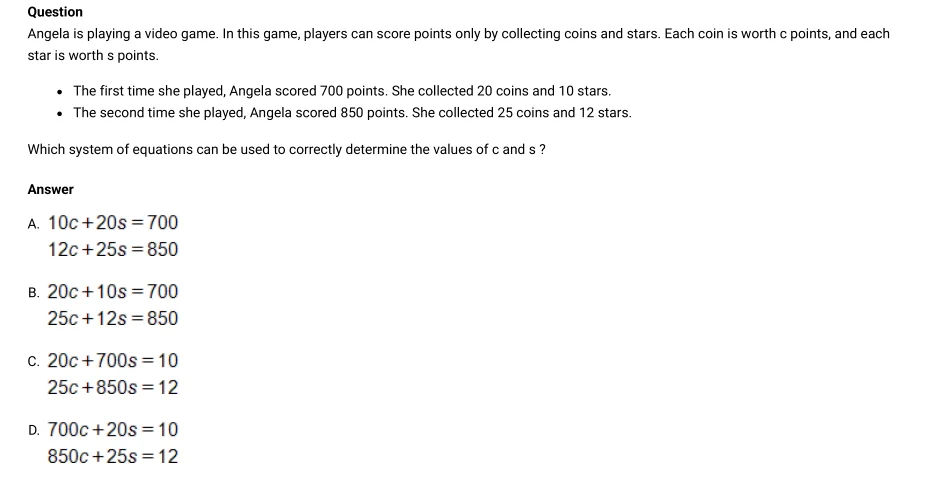 Question
Angela is playing a video game. In this game, players can score points only by collecting coins and stars. Each coin is worth c points, and each
star is worth s points.
• The first time she played, Angela scored 700 points. She collected 20 coins and 10 stars.
• The second time she played, Angela scored 850 points. She collected 25 coins and 12 stars.
Which system of equations can be used to correctly determine the values of c and s ?
Answer
A. 10c+20s=700
12c+25s=850
B. 20c+10s=700
25c+12s=850
C. 20c+700s=10
25c+850s=12
D. 700c+20s=10
850c+25s=12